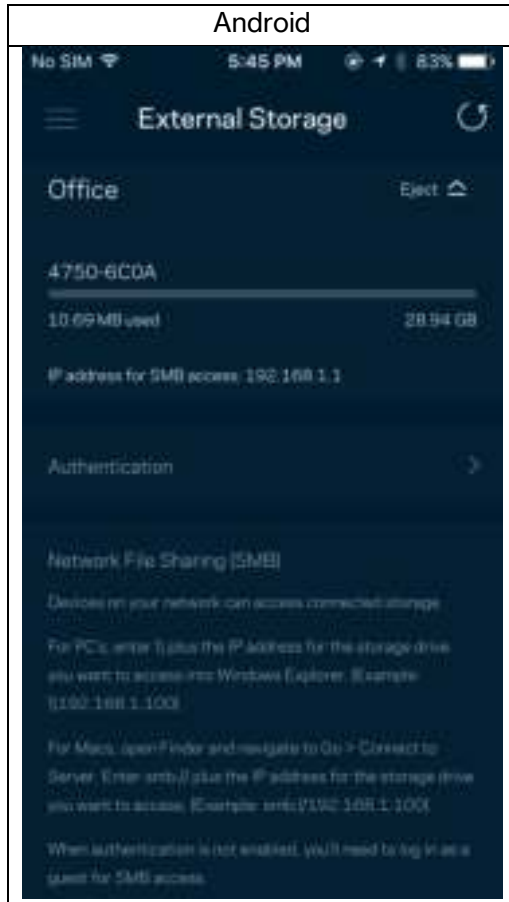 Android
No SIM 5:45 PM 83%
External Storage
Office Eject
4750-6C0A
10.69 MB used 28.94 GB
IP address for SMB access: 192.168.1.1
Authentication
Network File Sharing (SMB)
Devices on your network can access connected storage
For PCs, enter \\ plus the IP address for the storage drive
you want to access into Windows Explorer. (Example:
\\192.168.1.100)
For Macs, open Finder and navigate to Go > Connect to
Server. Enter smb:// plus the IP address for the storage drive
you want to access. (Example: smb://192.168.1.100)
When authentication is not enabled, you'll need to log in as a
guest for SMB access.